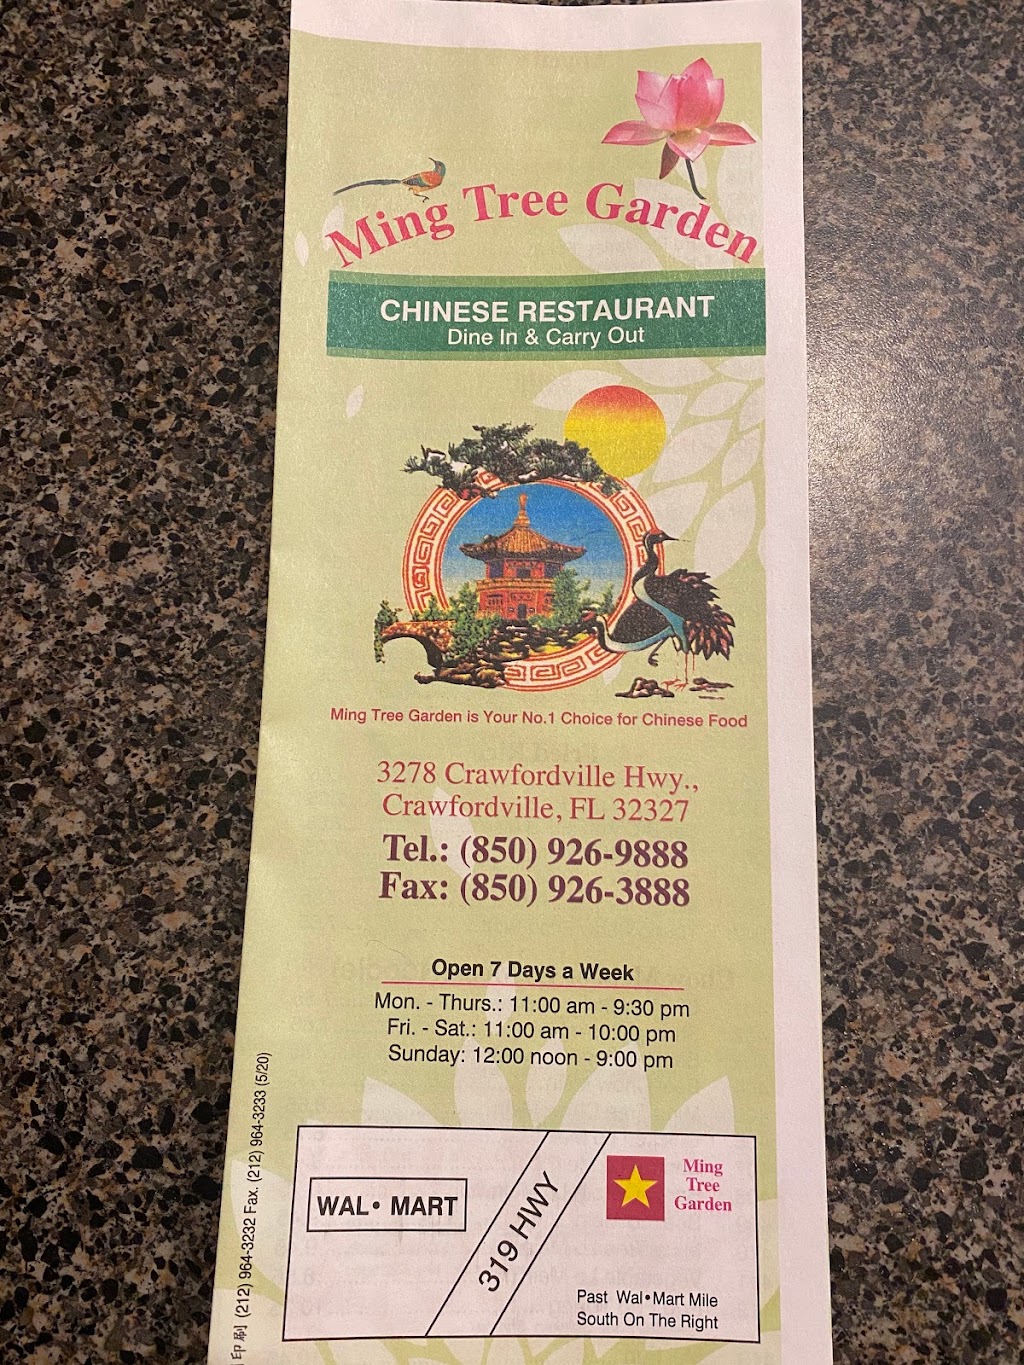 Ming Tree Garden
CHINESE RESTAURANT
Dine In & Carry Out
Ming Tree Garden is Your No.1 Choice for Chinese Food
3278 Crawfordville Hwy.,
Crawfordville, FL 32327
Tel.: (850) 926-9888
Fax: (850) 926-3888
Open 7 Days a Week
Mon. - Thurs.: 11:00 am - 9:30 pm
Fri. - Sat.: 11:00 am - 10:00 pm
Sunday: 12:00 noon - 9:00 pm
印刷 (212) 964-3232 Fax. (212) 964-3233 (5/20)
WAL• MART
319 HWY
Ming
Tree
Garden
Past Wal•Mart Mile
South On The Right